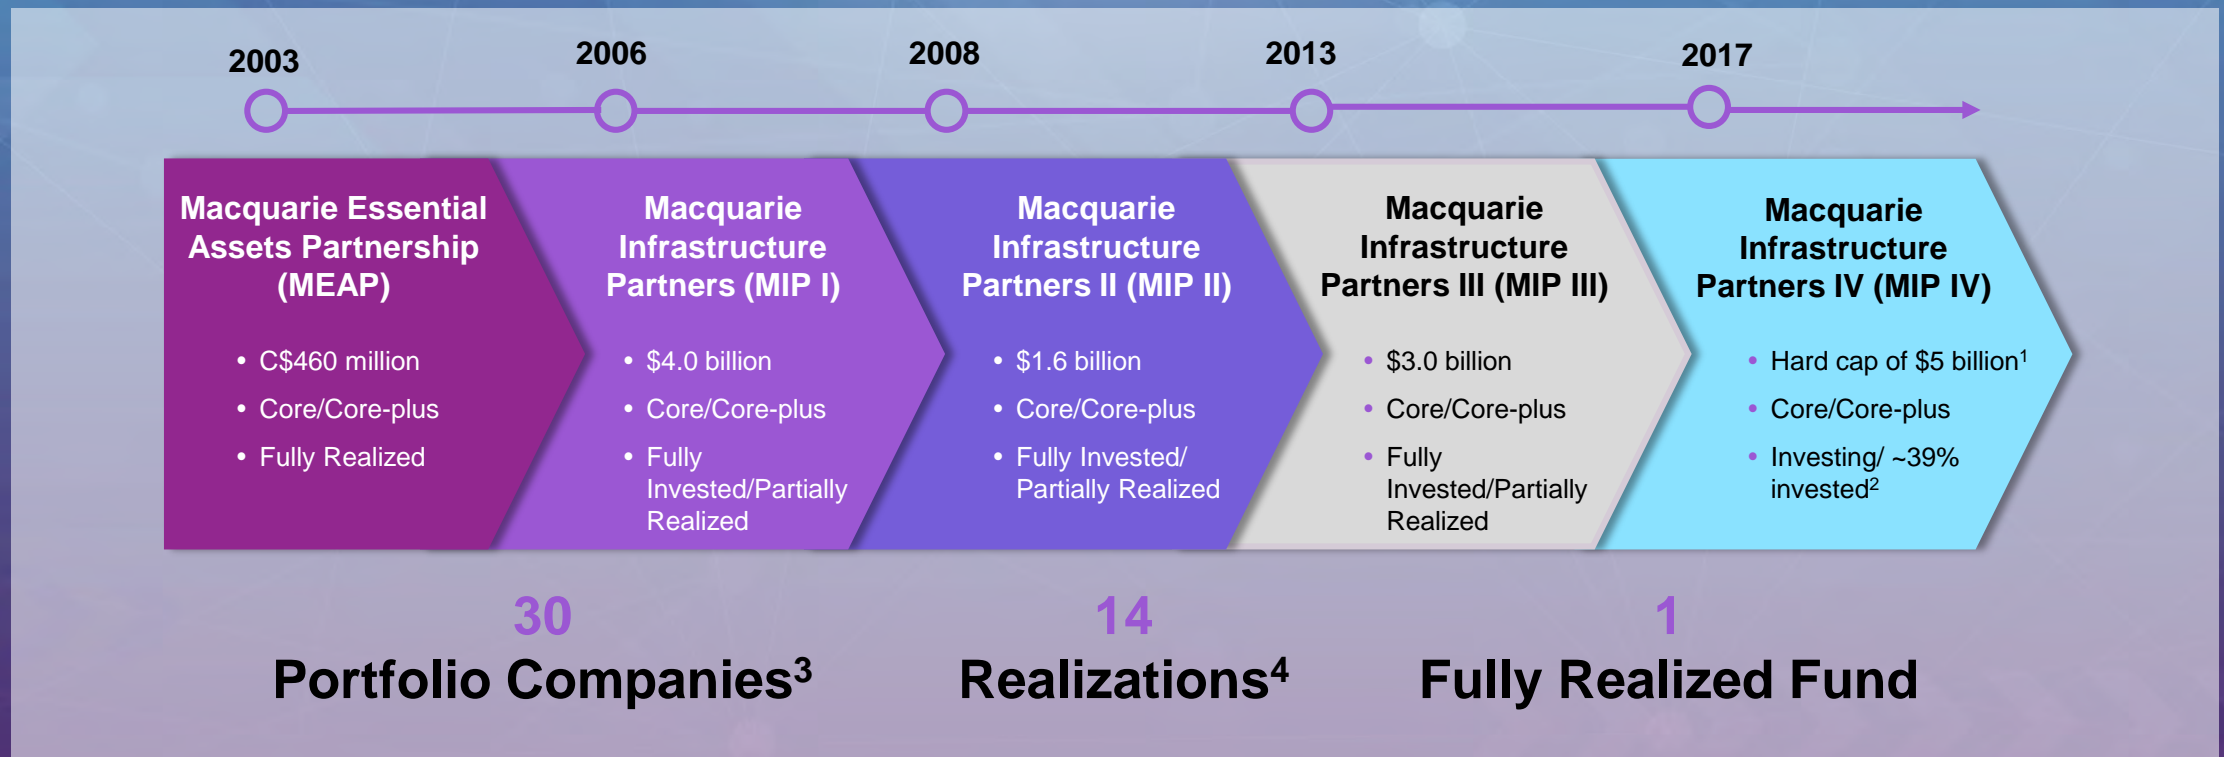 2003
2006
2008
2013
2017
Macquarie Essential
Assets Partnership
(MEAP)
• C$460 million
• Core/Core-plus
• Fully Realized
Macquarie
Infrastructure
Partners (MIP I)
• $4.0 billion
• Core/Core-plus
• Fully
Invested/Partially
Realized
Macquarie
Infrastructure
Partners II (MIP II)
• $1.6 billion
• Core/Core-plus
• Fully Invested/
Partially Realized
Macquarie
Infrastructure
Partners III (MIP III)
• $3.0 billion
• Core/Core-plus
• Fully
Invested/Partially
Realized
Macquarie
Infrastructure
Partners IV (MIP IV)
• Hard cap of $5 billion¹
• Core/Core-plus
• Investing/ ~39%
invested²
30
Portfolio Companies³
14
Realizations⁴
1
Fully Realized Fund